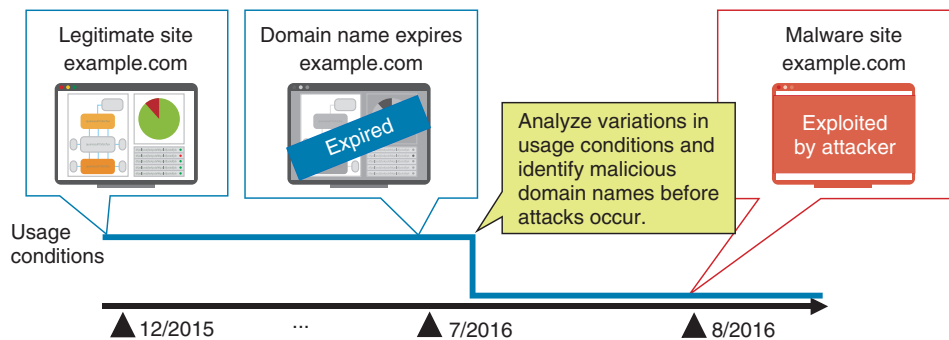 Legitimate site
example.com
Domain name expires
example.com
Expired
Analyze variations in
usage conditions and
identify malicious
domain names before
attacks occur.
Malware site
example.com
Exploited
by attacker
Usage
conditions
12/2015
...
7/2016
8/2016